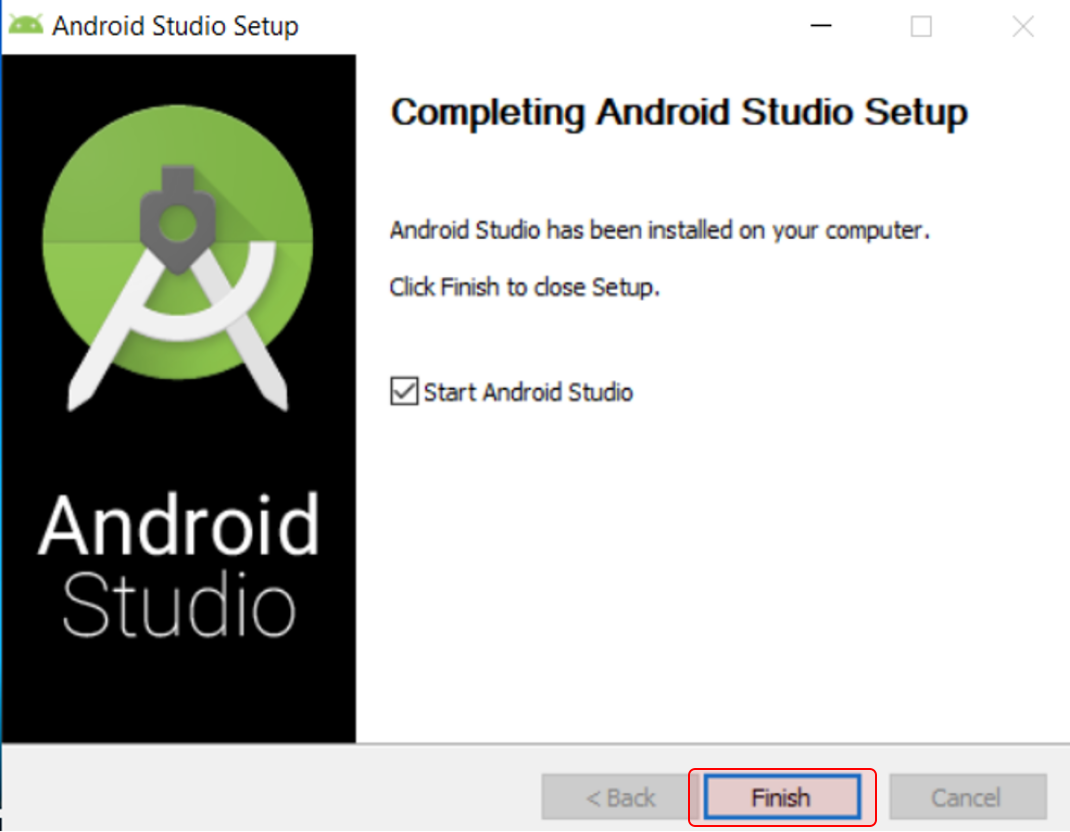 Android Studio Setup
Completing Android Studio Setup
Android Studio has been installed on your computer.
Click Finish to close Setup.
Start Android Studio
Android
Studio
< Back
Finish
Cancel